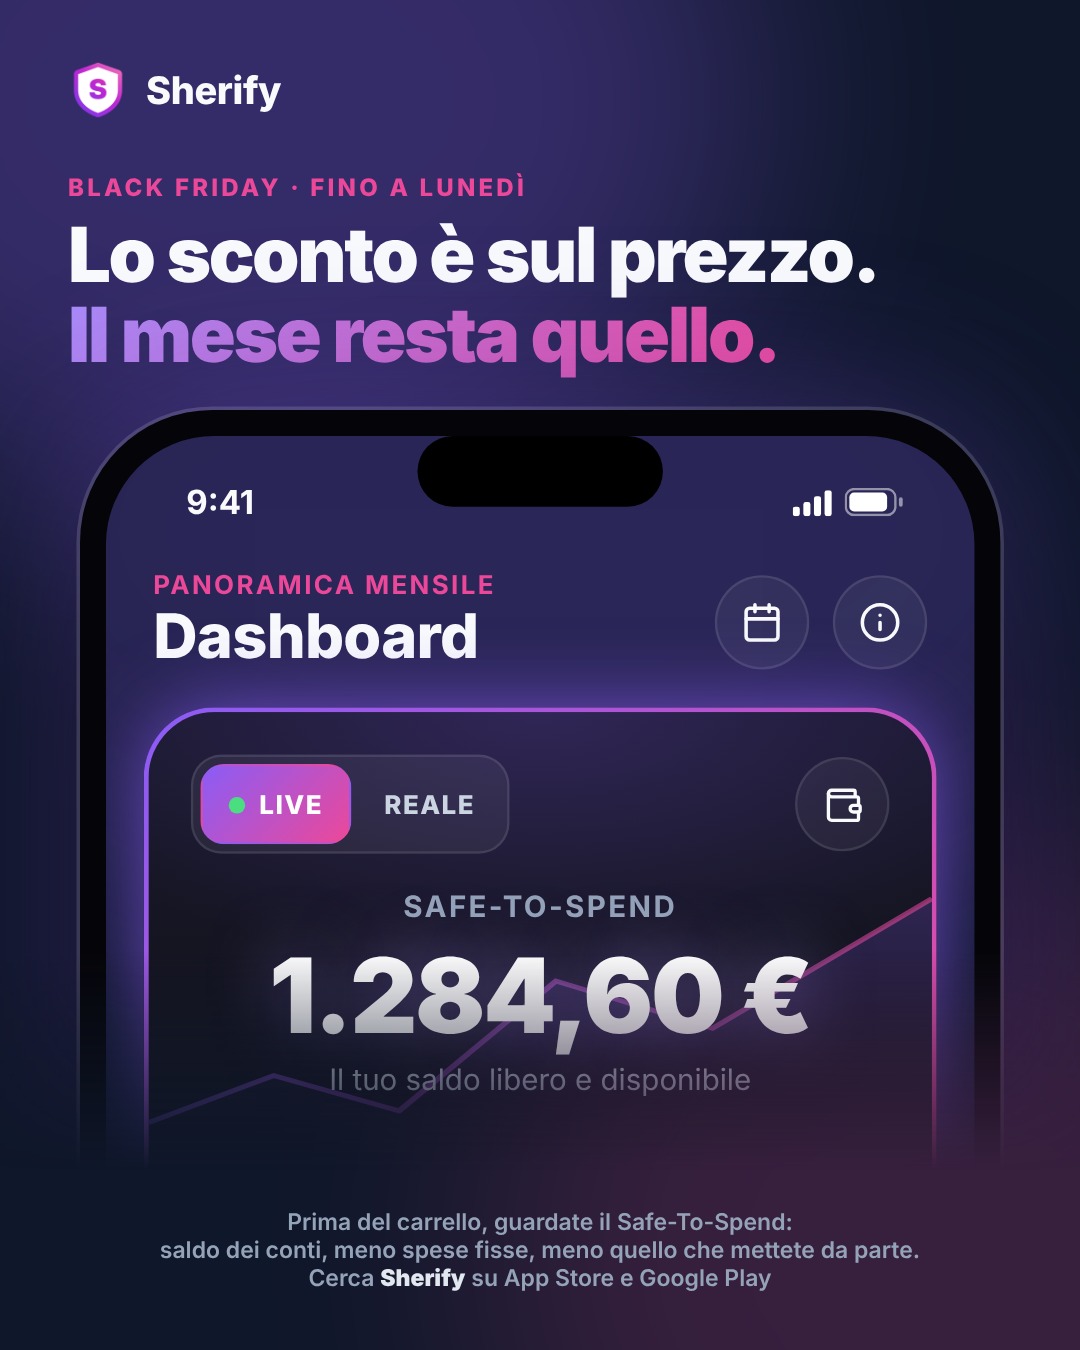 S
Sherify
BLACK FRIDAY · FINO A LUNEDÌ
Lo sconto è sul prezzo.
Il mese resta quello.
9:41
PANORAMICA MENSILE
Dashboard
LIVE
REALE
SAFE-TO-SPEND
1.284,60 €
Il tuo saldo libero e disponibile
Prima del carrello, guardate il Safe-To-Spend:
saldo dei conti, meno spese fisse, meno quello che mettete da parte.
Cerca Sherify su App Store e Google Play